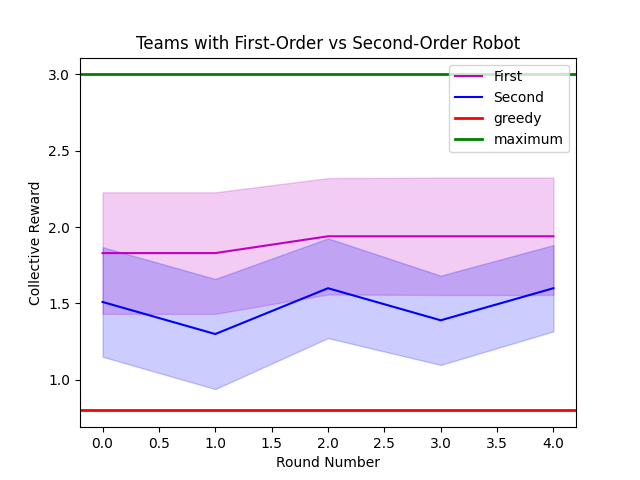 Teams with First-Order vs Second-Order Robot
3.0
2.5
2.0
1.5
1.0
Collective Reward
First
Second
greedy
maximum
0.0 0.5 1.0 1.5 2.0 2.5 3.0 3.5 4.0
Round Number